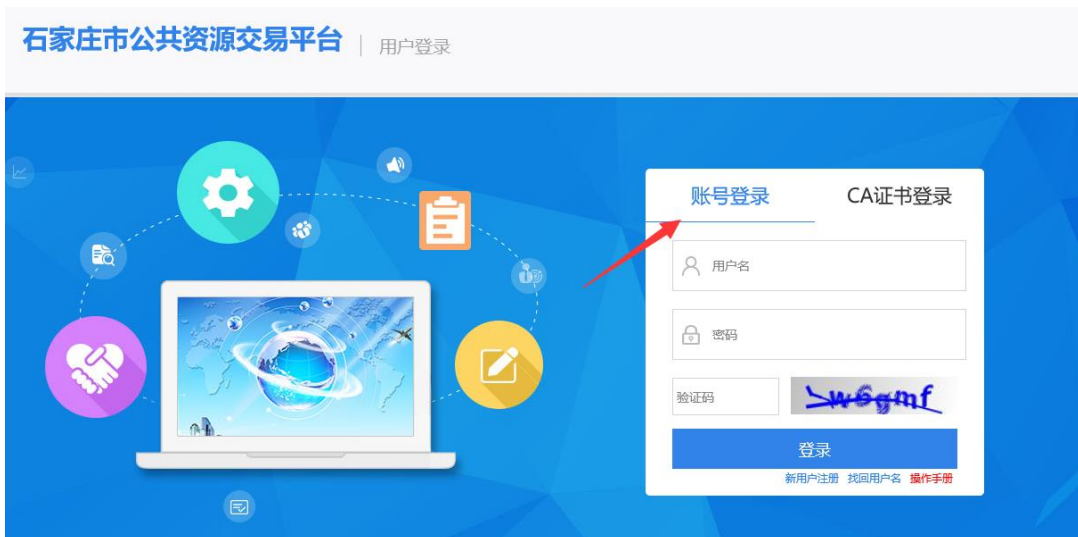 石家庄市公共资源交易平台 | 用户登录
账号登录 CA证书登录
用户名
密码
验证码 w6gmf
登录
新用户注册 找回用户名 操作手册